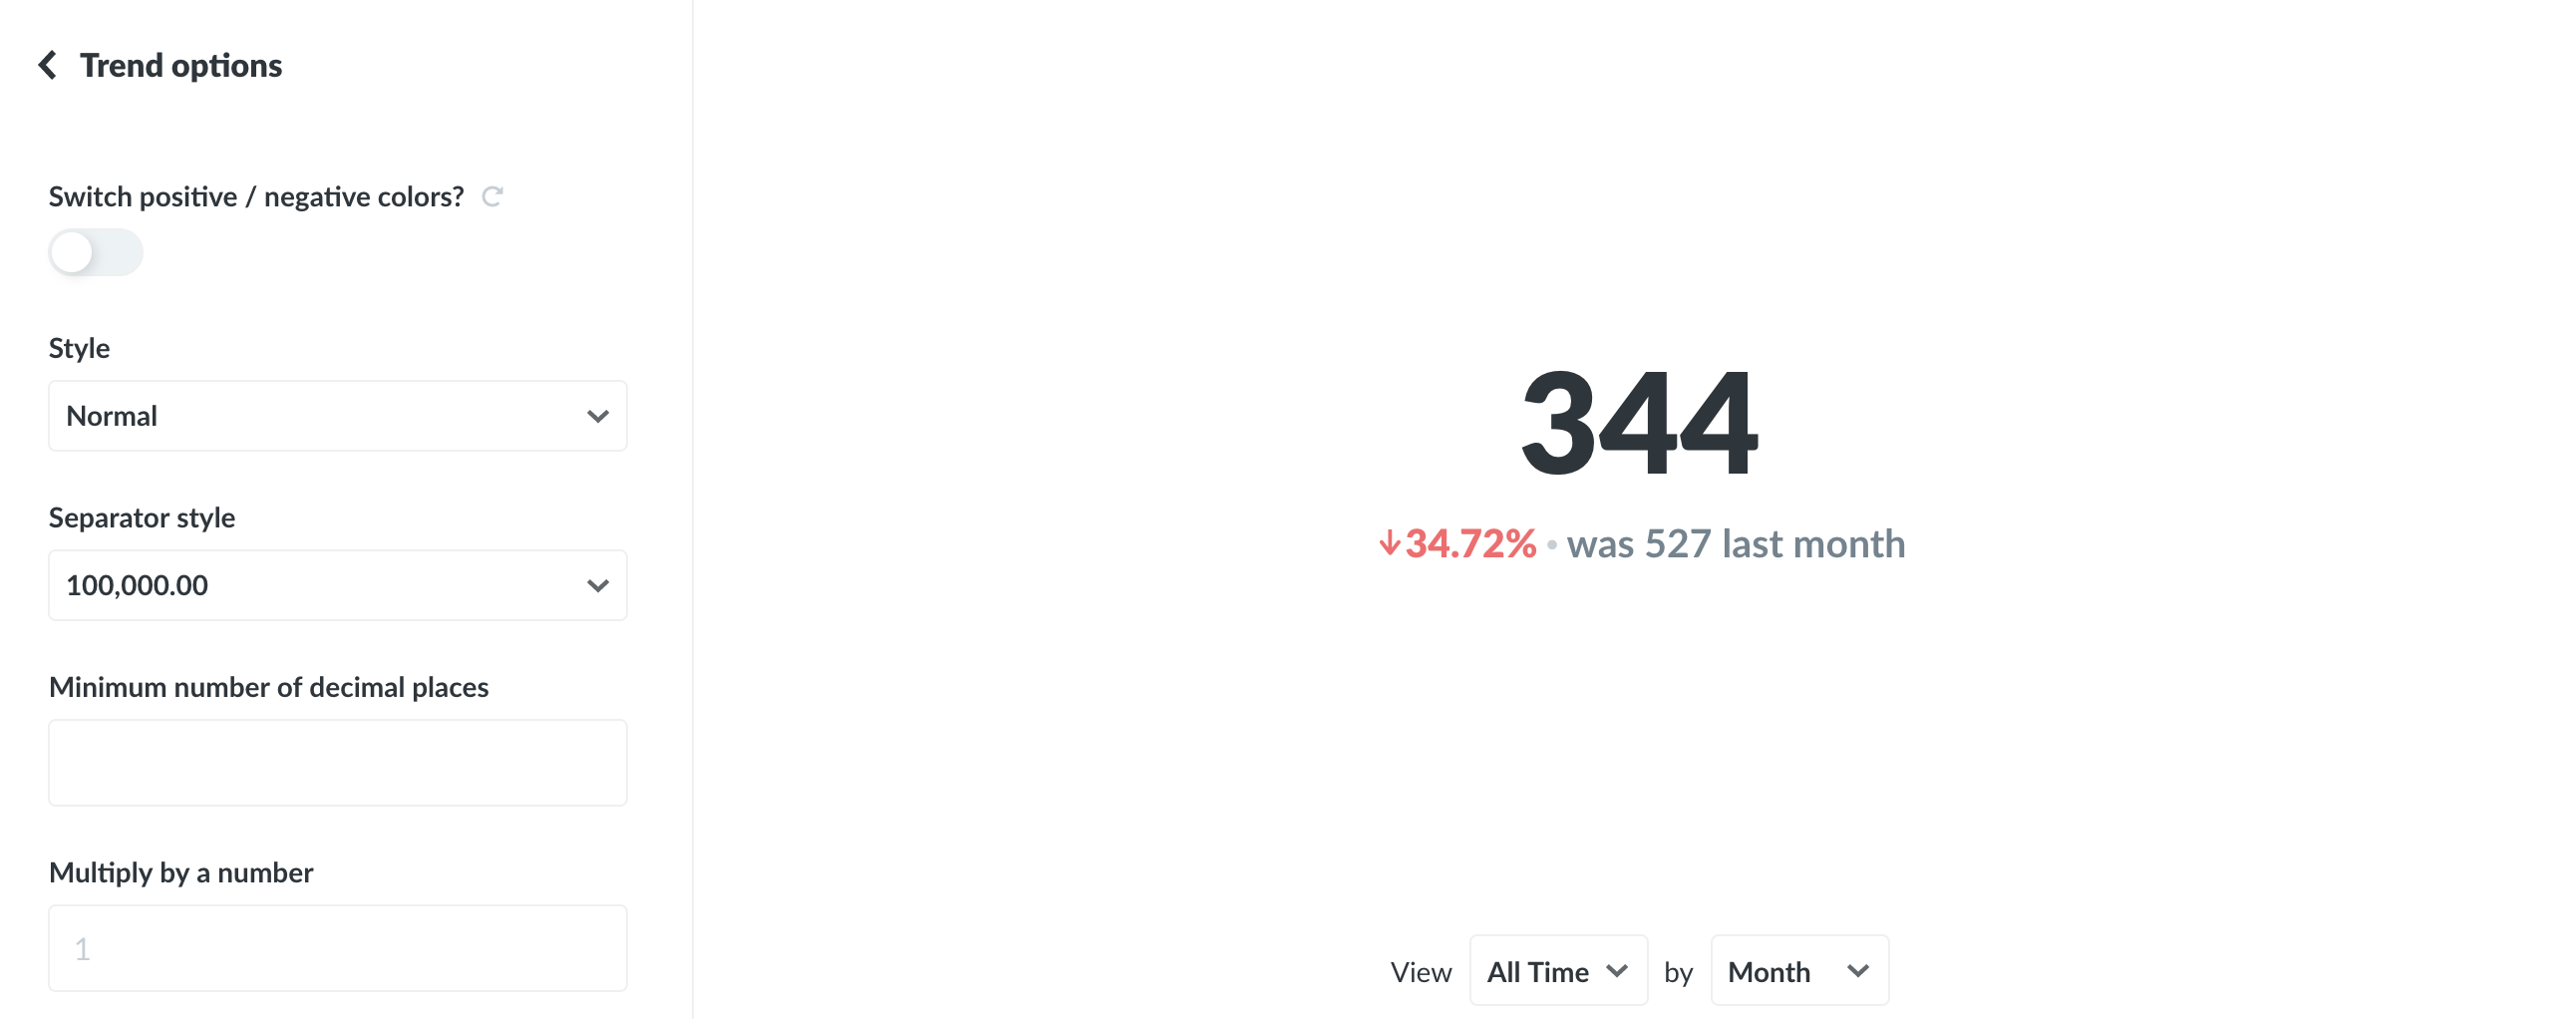 Trend options
Switch positive / negative colors?
Style
Normal
Separator style
100,000.00
Minimum number of decimal places
Multiply by a number
1
344
↓34.72% • was 527 last month
View All Time by Month